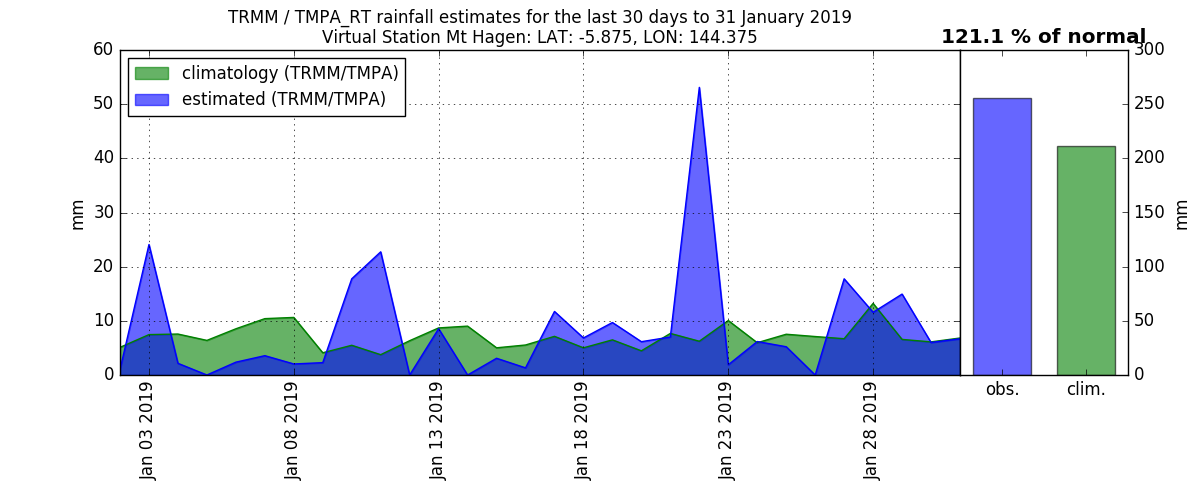 TRMM / TMPA_RT rainfall estimates for the last 30 days to 31 January 2019
Virtual Station Mt Hagen: LAT: -5.875, LON: 144.375
121.1 % of normal
climatology (TRMM/TMPA)
estimated (TRMM/TMPA)
60
50
40
30
20
10
0
mm
Jan 03 2019
Jan 08 2019
Jan 13 2019
Jan 18 2019
Jan 23 2019
Jan 28 2019
obs.
clim.
300
250
200
150
100
50
0
mm